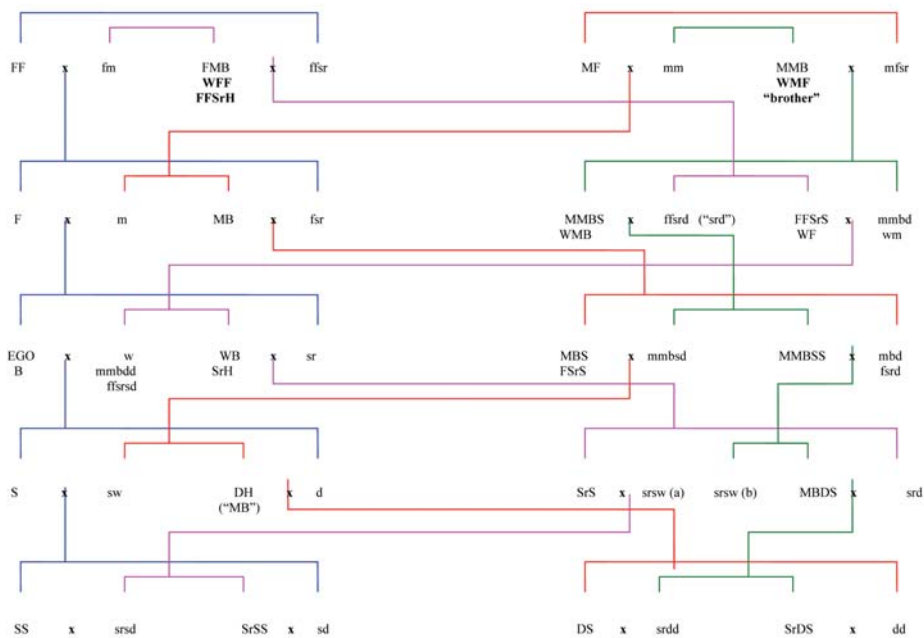 FF x fm FMB x ffsr MF x mm MMB x mfsr
WFF WMF
FFSrH “brother”
F x m MB x fsr MMBS x ffsrd (“srd”) FFSrS x mmbd
WMB WF wm
EGO x w WB x sr MBS x mmbsd MMBSS x mbd
B mmbdd SrH FSrS fsrd
ffsrsd
S x sw DH x d SrS x srsw (a) srsw (b) MBDS x srd
(“MB”)
SS x srsd SrSS x sd DS x srdd SrDS x dd